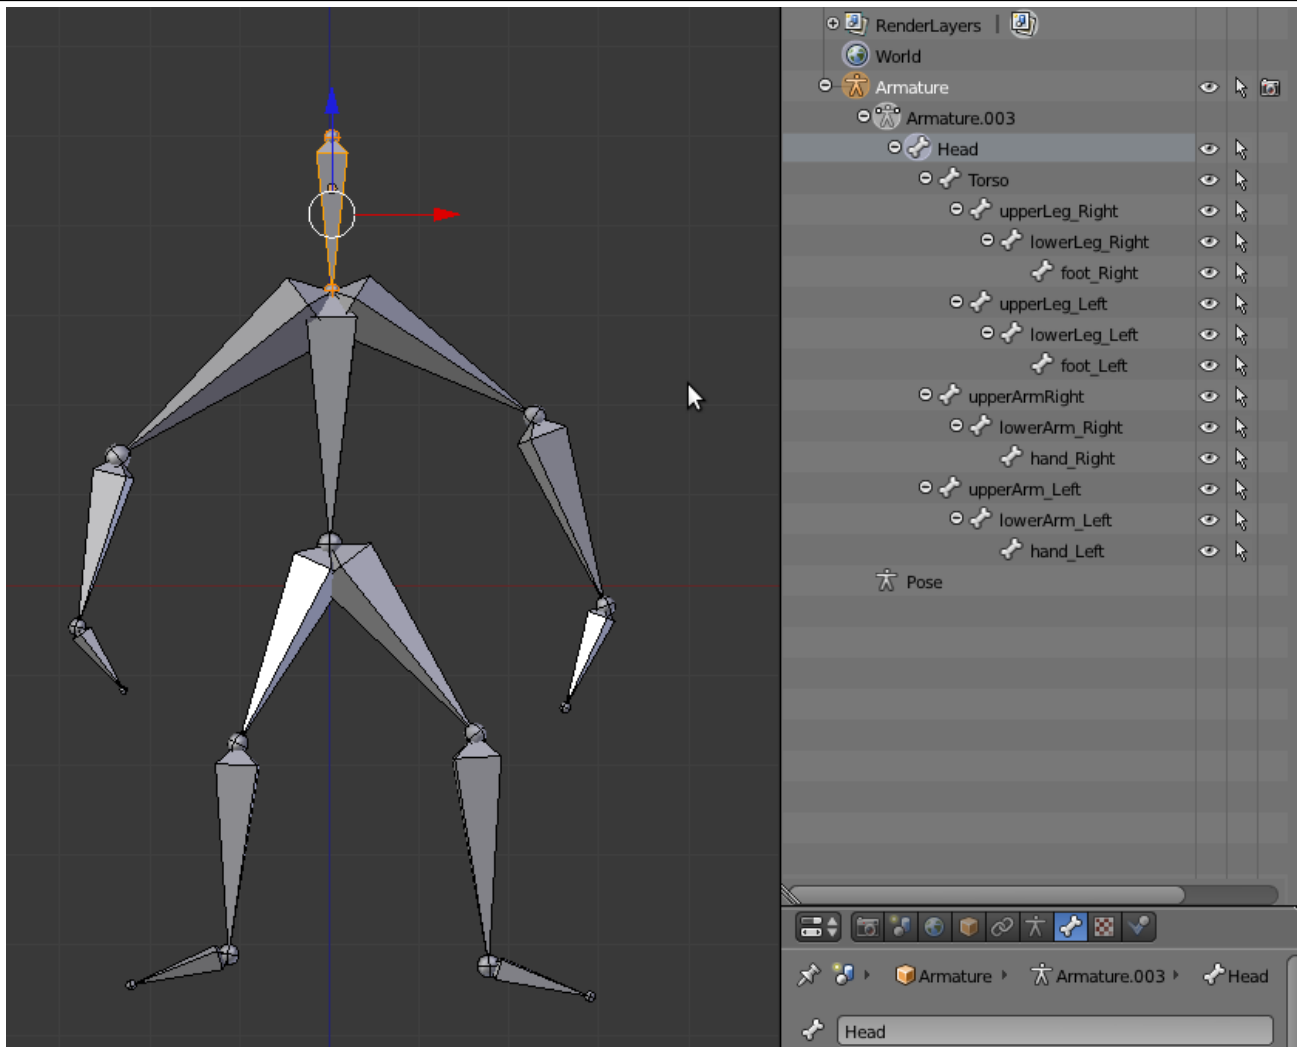 RenderLayers |
World
Armature
Armature.003
Head
Torso
upperLeg_Right
lowerLeg_Right
foot_Right
upperLeg_Left
lowerLeg_Left
foot_Left
upperArmRight
lowerArm_Right
hand_Right
upperArm_Left
lowerArm_Left
hand_Left
Pose
Armature Armature.003 Head
Head